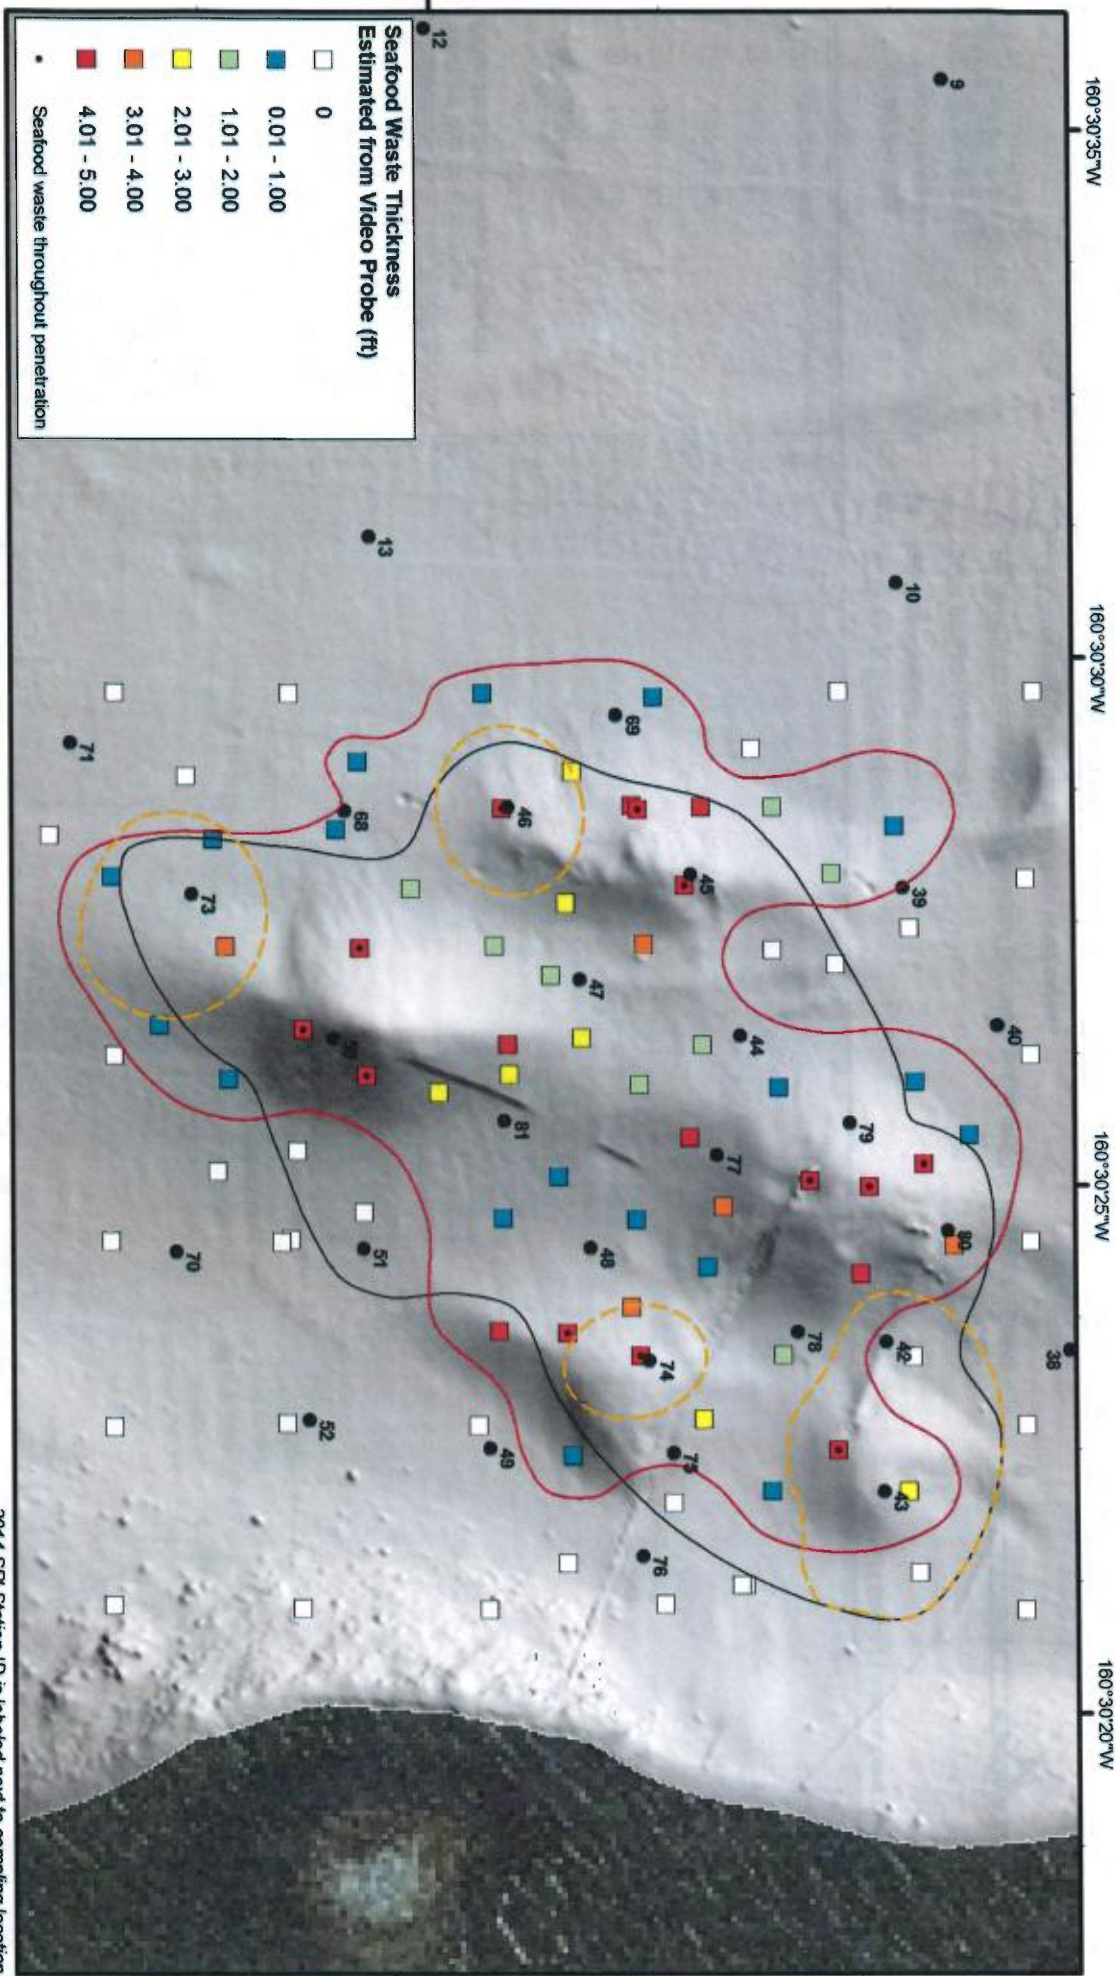 160°30'35"W
160°30'30"W
160°30'25"W
160°30'20"W
9
12
10
13
38
40
39
80
79
42
43
44
78
77
45
69
74
75
76
47
48
46
81
49
68
51
52
73
70
71
Seafood Waste Thickness
Estimated from Video Probe (ft)
0
0.01 - 1.00
1.01 - 2.00
2.01 - 3.00
3.01 - 4.00
4.01 - 5.00
Seafood waste throughout penetration